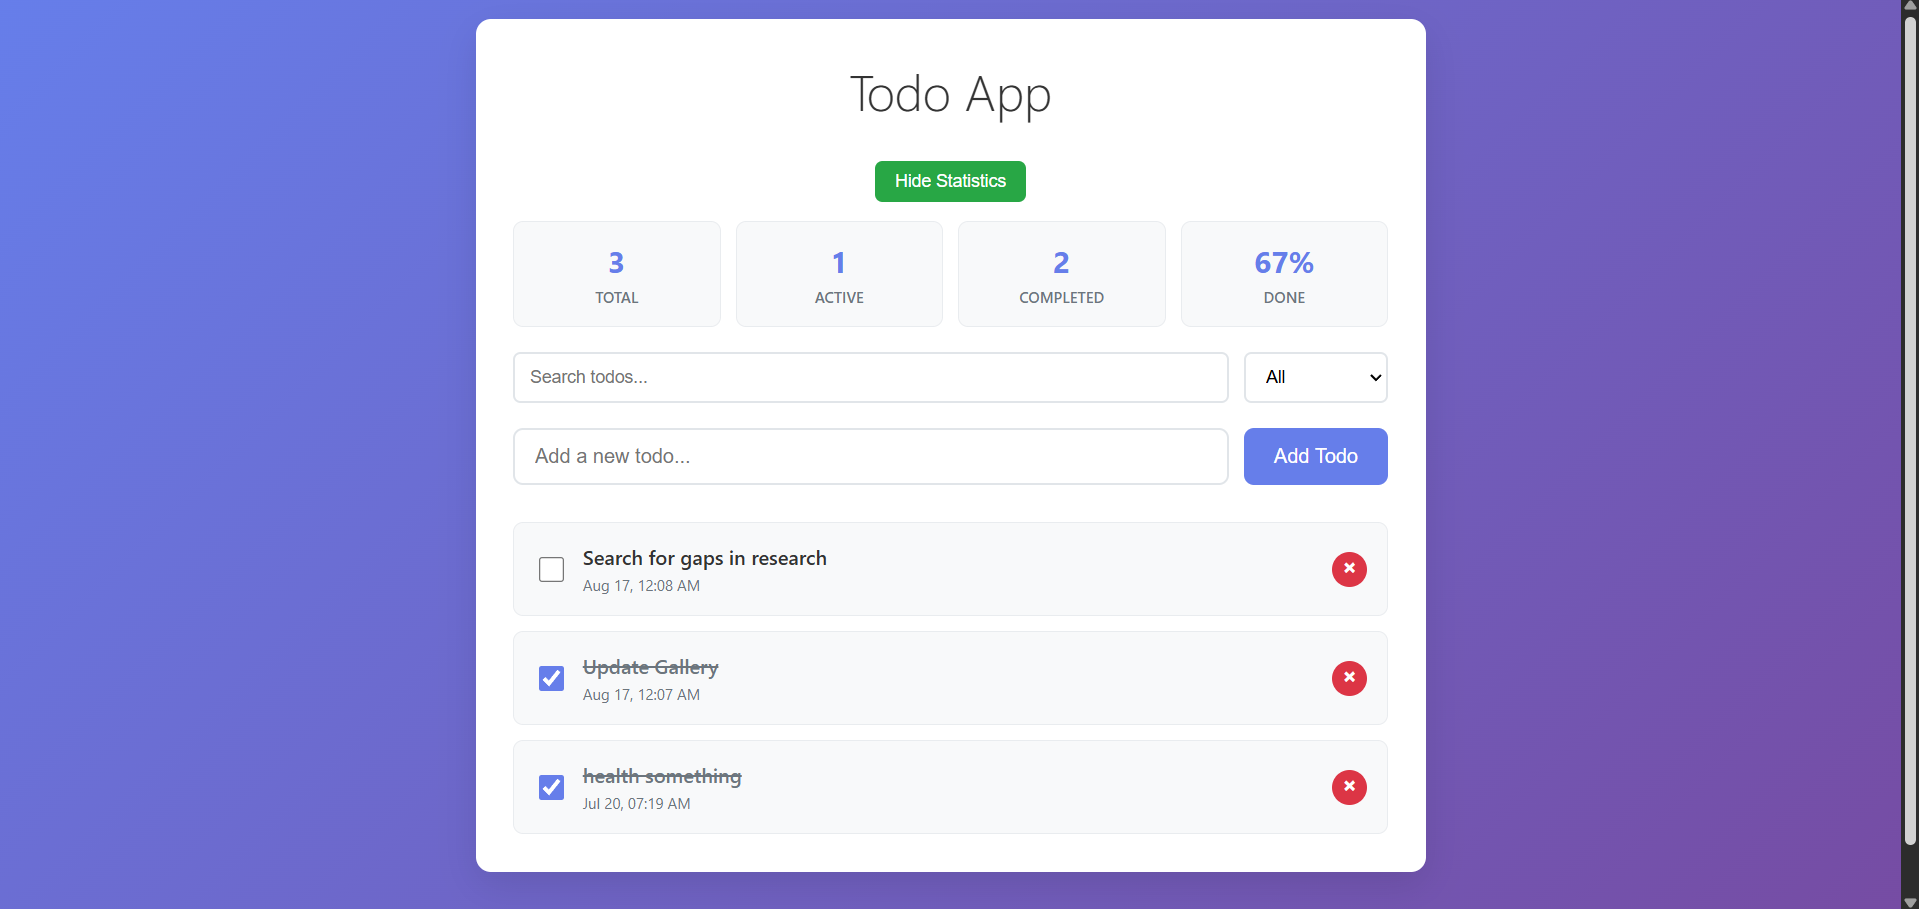 Todo App
Hide Statistics
3
TOTAL
1
ACTIVE
2
COMPLETED
67%
DONE
Search todos...
All
Add a new todo...
Add Todo
Search for gaps in research
Aug 17, 12:08 AM
Update Gallery
Aug 17, 12:07 AM
health something
Jul 20, 07:19 AM